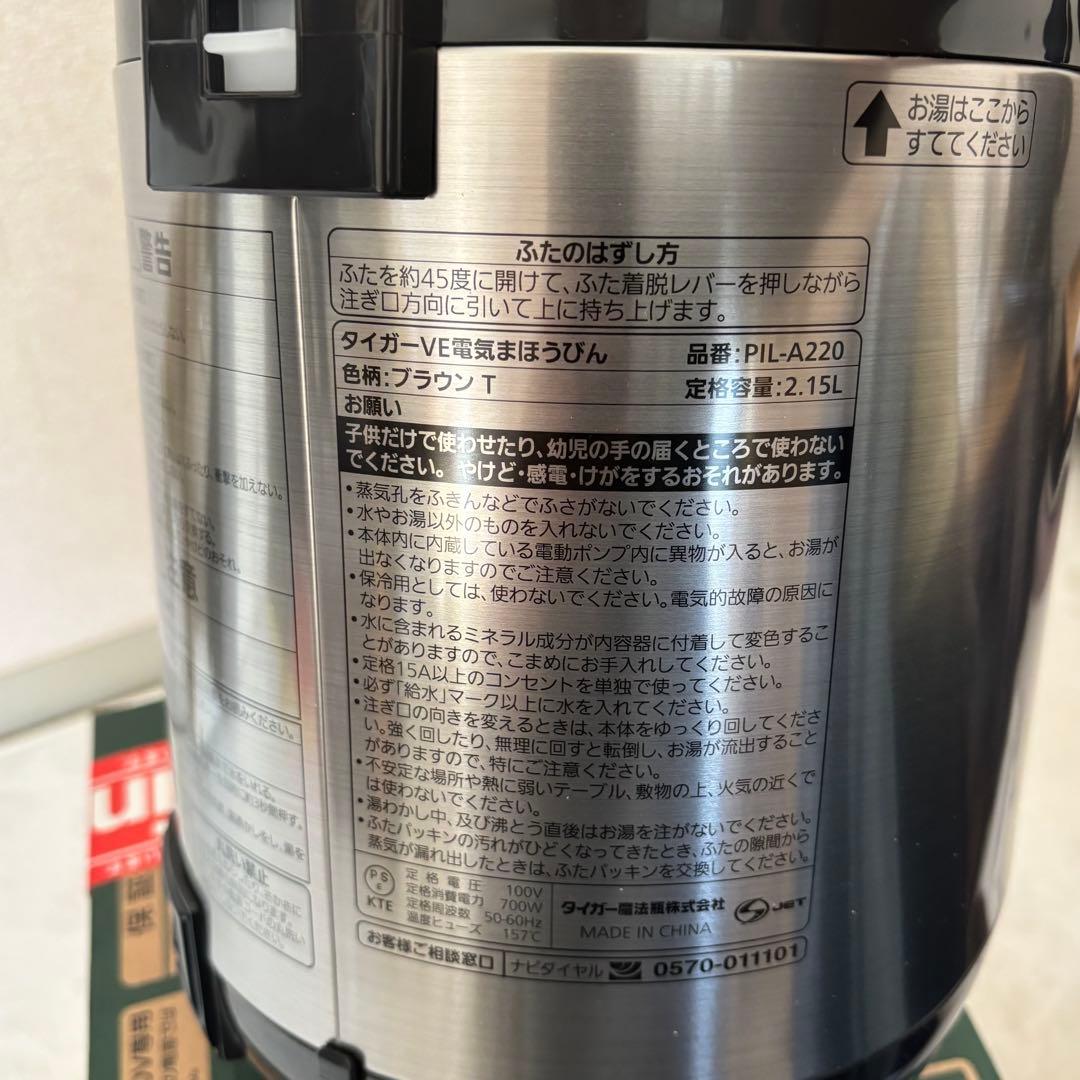 お湯はここから
すててください
警告
ふたのはずし方
ふたを約45度に開けて、ふた着脱レバーを押しながら
注ぎ口方向に引いて上に持ち上げます。
タイガーVE電気まほうびん 品番:PIL-A220
色柄:ブラウン T 定格容量:2.15L
お願い
子供だけで使わせたり、幼児の手の届くところで使わない
でください。 やけど・感電・けがをするおそれがあります。
•蒸気孔をふきんなどでふさがないでください。
•水やお湯以外のものを入れないでください。
•本体内に内蔵している電動ポンプ内に異物が入ると、お湯が
出なくなりますのでご注意ください。
•保冷用としては、使わないでください。電気的故障の原因に
なります。
•水に含まれるミネラル成分が内容器に付着して変色するこ
とがありますので、こまめにお手入れしてください。
•定格15A以上のコンセントを単独で使ってください。
•必ず「給水」マーク以上に水を入れてください。
•注ぎ口の向きを変えるときは、本体をゆっくり回してくださ
い。強く回したり、無理に回すと転倒し、お湯が流出すること
がありますので、特にご注意ください。
•不安定な場所や熱に弱いテーブル、敷物の上、火気の近くで
は使わないでください。
•湯わかし中、及び沸とう直後はお湯を注がないでください。
•ふたパッキンの汚れがひどくなってきたとき、ふたの隙間から
蒸気が漏れ出したときは、ふたパッキンを交換してください。
PS
E
KTE
定格電圧 100V
定格消費電力 700W
定格周波数 50-60Hz
温度ヒューズ 157℃
タイガー魔法瓶株式会社
MADE IN CHINA
JET
お客様ご相談窓口 ナビダイヤル 0570-011101
衝撃を加えない。